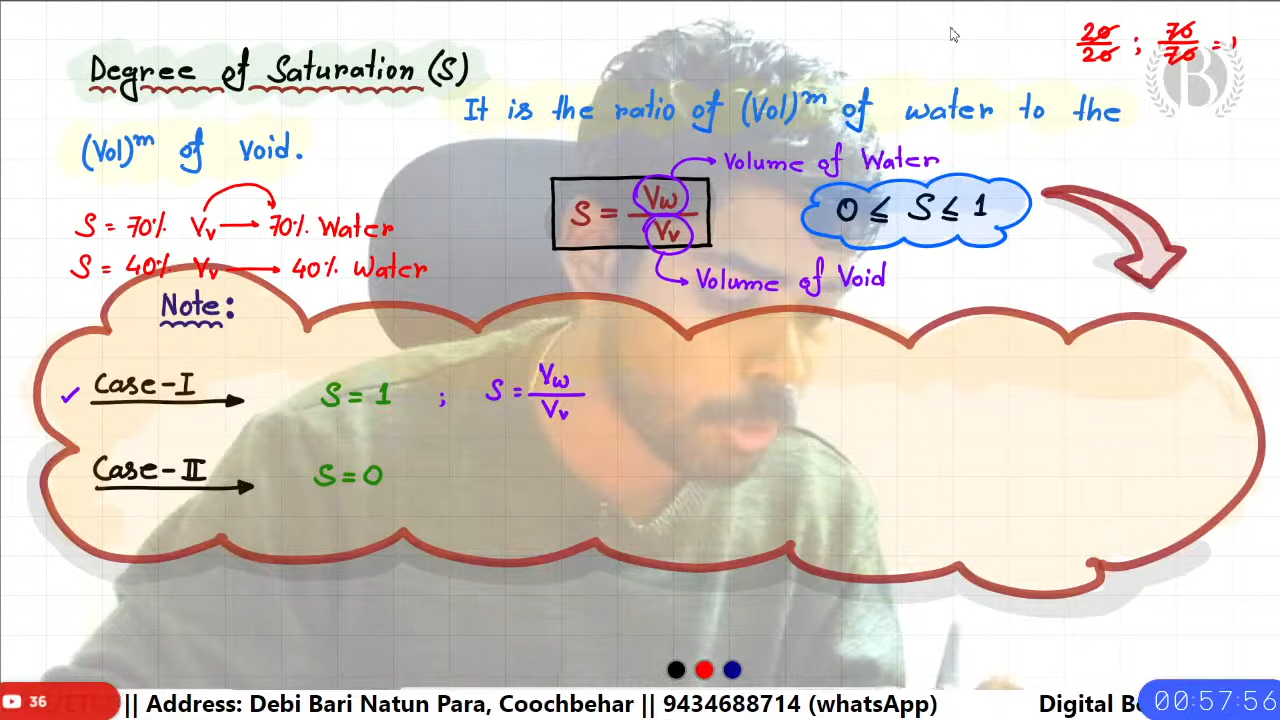 Degree of Saturation (S)
20/20 ; 70/70 = 1
It is the ratio of (Vol)ᵐ of water to the
(Vol)ᵐ of void.
S = Vw/Vv
Volume of Water
Volume of Void
0 ≤ S ≤ 1
S = 70% Vv → 70% Water
S = 40% Vv → 40% Water
Note:
Case-I → S = 1 ; S = Vw/Vv
Case-II → S = 0
36
|| Address: Debi Bari Natun Para, Coochbehar || 9434688714 (whatsApp)
Digital
00:57:56
B